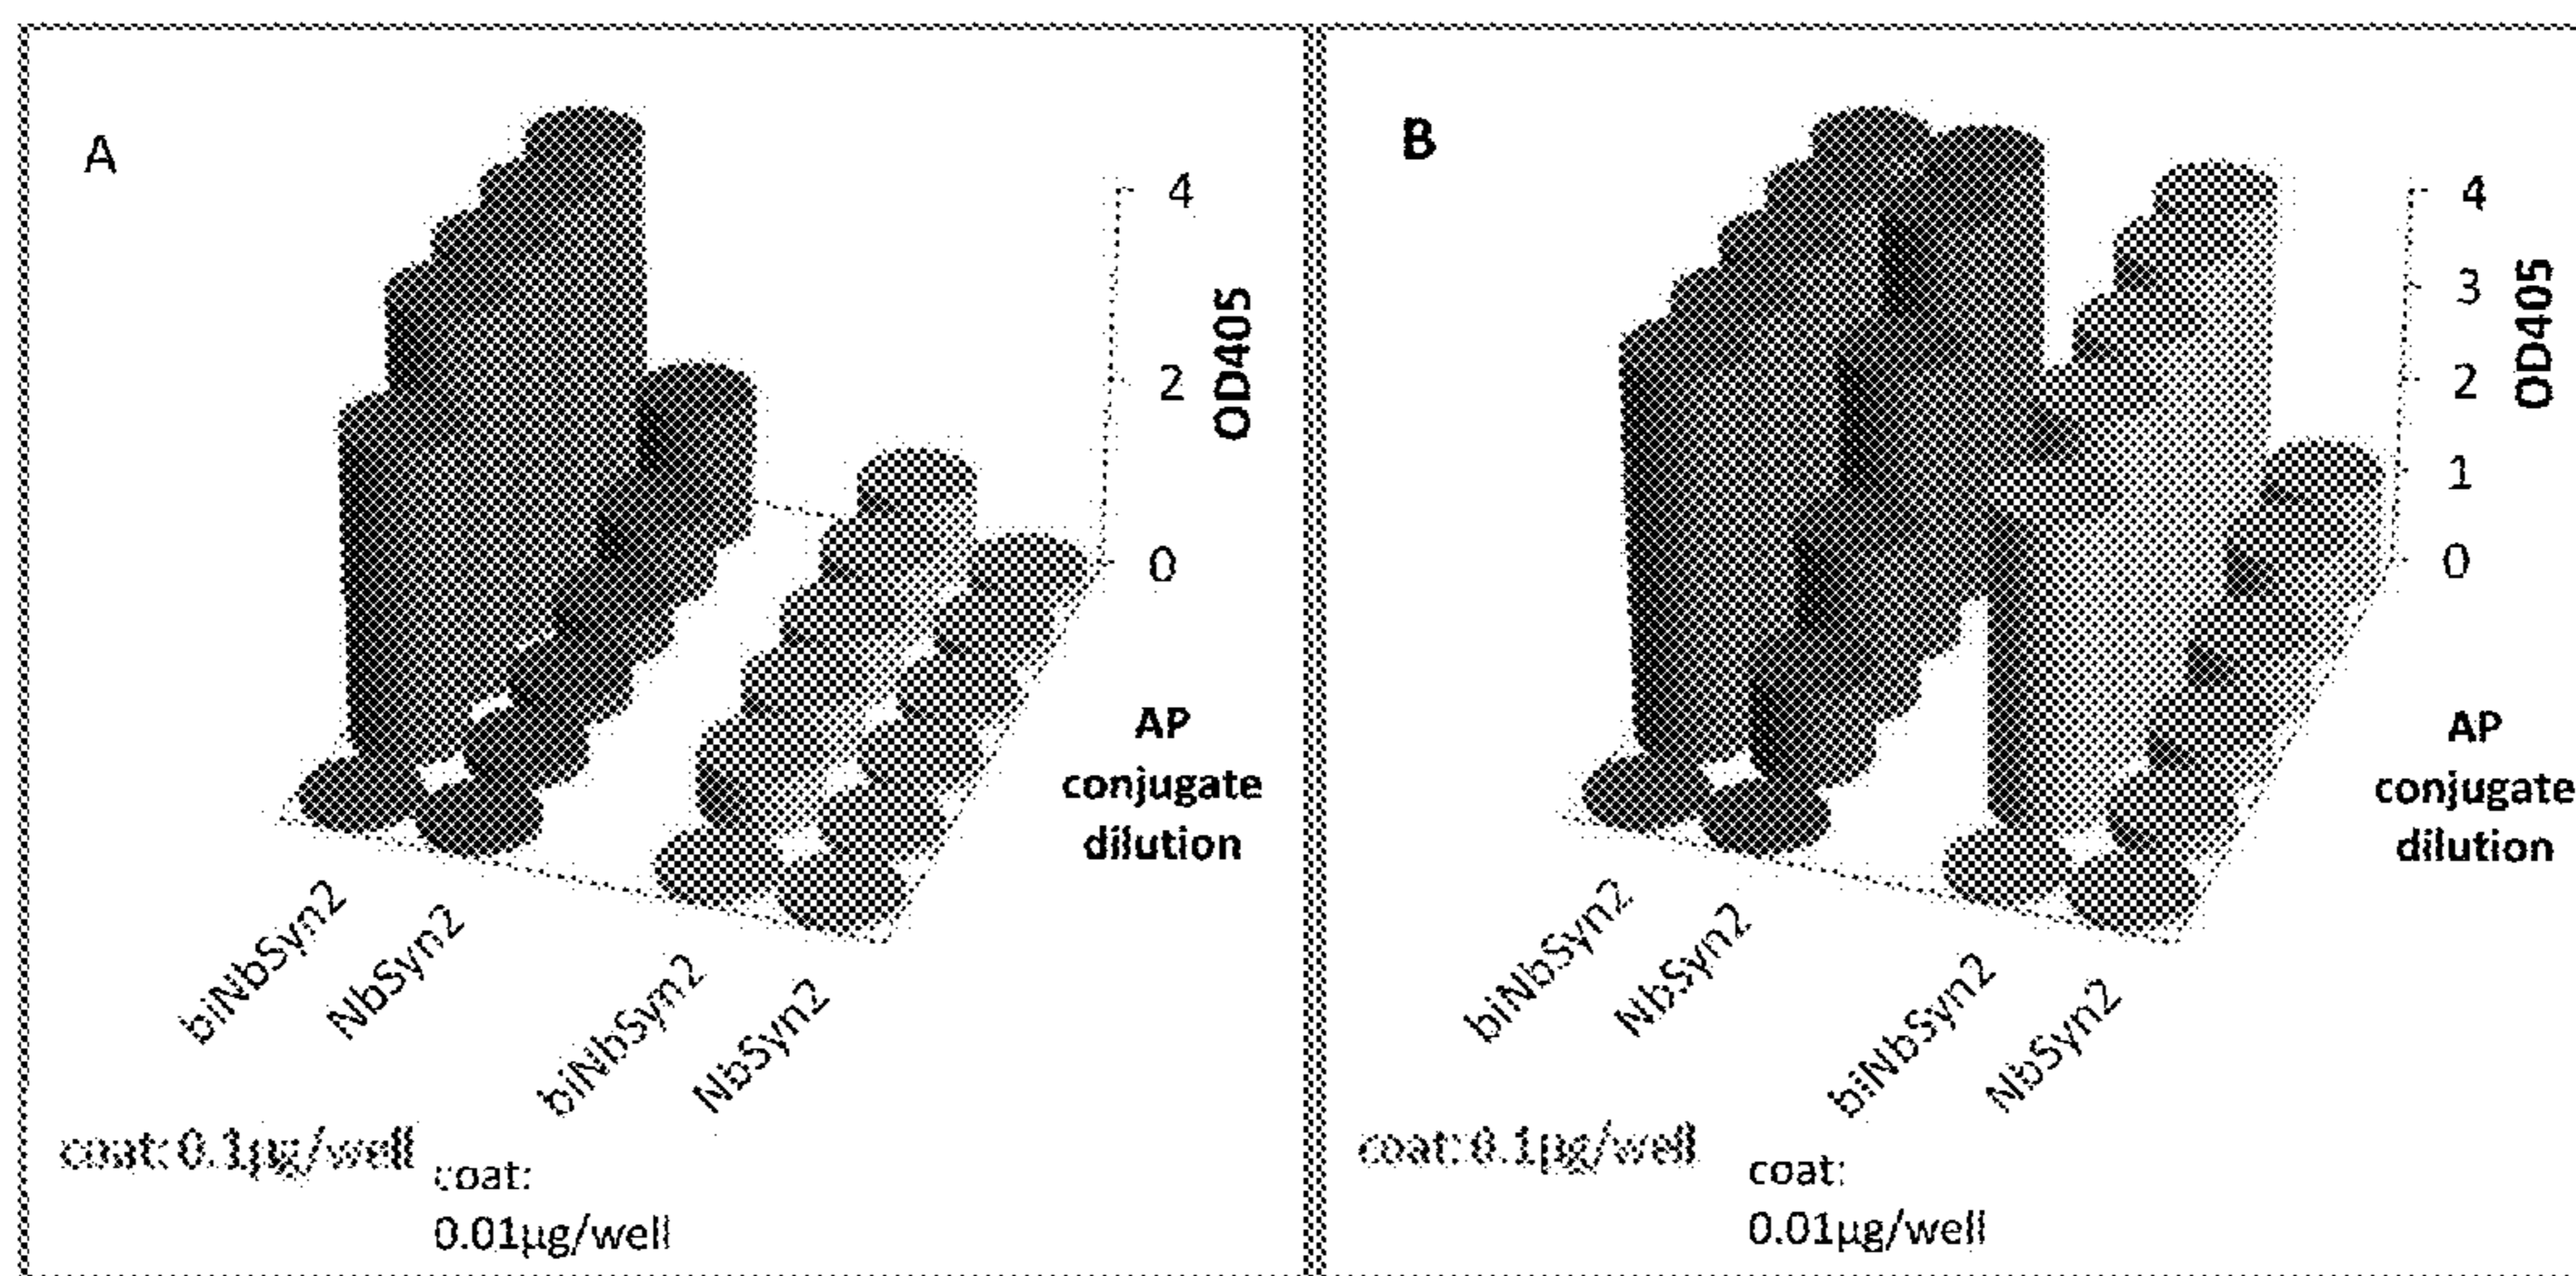 A
4
2
0
OD405
AP
conjugate
dilution
biNbSyn2
NbSyn2
biNbSyn2
NbSyn2
coat: 0.1µg/well
coat:
0.01µg/well
B
4
3
2
1
0
OD405
AP
conjugate
dilution
biNbSyn2
NbSyn2
biNbSyn2
NbSyn2
coat: 0.1µg/well
coat:
0.01µg/well